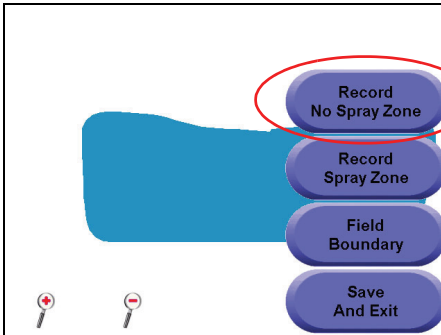 Record
No Spray Zone
Record
Spray Zone
Field
Boundary
Save
And Exit